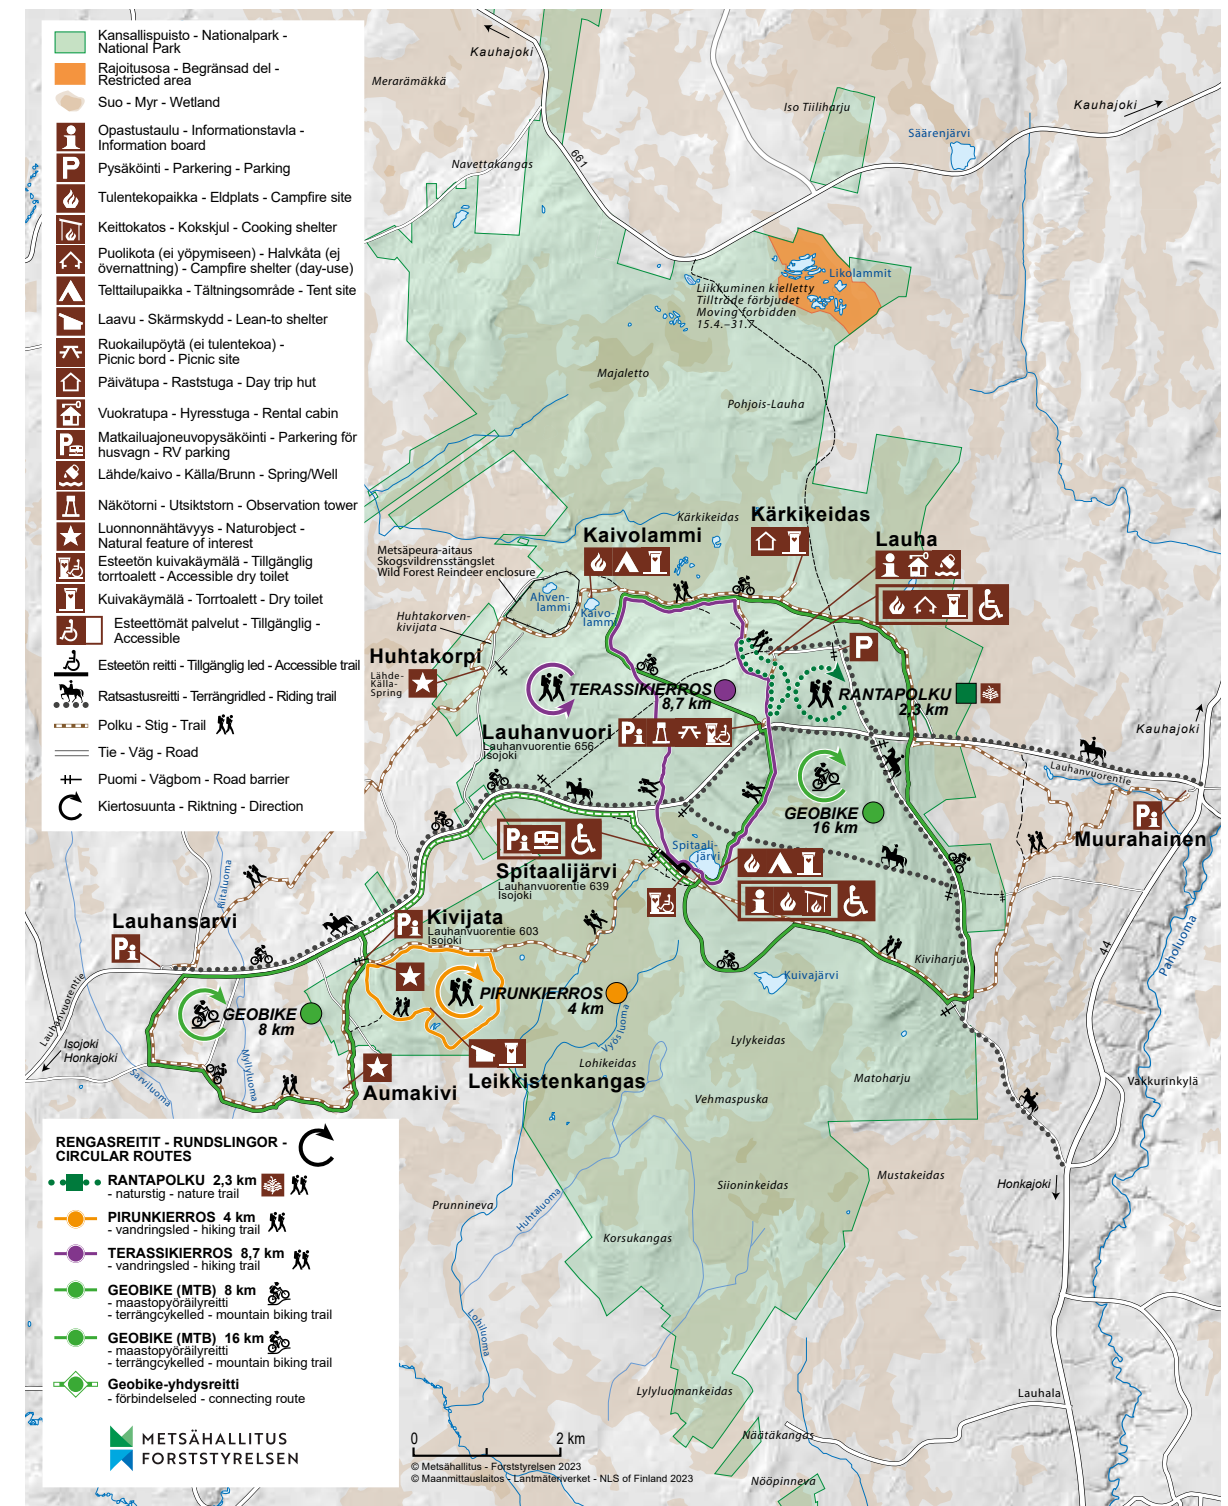 Kansallispuisto - Nationalpark -
National Park
Rajoitusosa - Begränsad del -
Restricted area
Suo - Myr - Wetland
Opastustaulu - Informationstavla -
Information board
Pysäköinti - Parkering - Parking
Tulentekopaikka - Eldplats - Campfire site
Keittokatos - Kokskjul - Cooking shelter
Puolikota (ei yöpymiseen) - Halvkåta (ej
övernattning) - Campfire shelter (day-use)
Telttailupaikka - Tältningsområde - Tent site
Laavu - Skärmskydd - Lean-to shelter
Ruokailupöytä (ei tulentekoa) -
Picnic bord - Picnic site
Päivätupa - Raststuga - Day trip hut
Vuokratupa - Hyresstuga - Rental cabin
Matkailuajoneuvopysäköinti - Parkering för
husvagn - RV parking
Lähde/kaivo - Källa/Brunn - Spring/Well
Näkötorni - Utsiktstorn - Observation tower
Luonnonnähtävyys - Naturobject -
Natural feature of interest
Esteetön kuivakäymälä - Tillgänglig
torrtoalett - Accessible dry toilet
Kuivakäymälä - Torrtoalett - Dry toilet
Esteettömät palvelut - Tillgänglig -
Accessible
Esteetön reitti - Tillgänglig led - Accessible trail
Ratsastusreitti - Terrängridled - Riding trail
Polku - Stig - Trail
Tie - Väg - Road
Puomi - Vägbom - Road barrier
Kiertosuunta - Riktning - Direction
Kauhajoki
Merarämäkkä
Iso Tiiliharju
Kauhajoki
Säärenjärvi
661
Navettakangas
Likolammit
Liikkuminen kielletty
Tillträde förbjudet
Moving forbidden
15.4.–31.7.
Majaletto
Pohjois-Lauha
Kärkikeidas
Kärkikeidas
Kaivolammi
Lauha
Metsäpeura-aitaus
Skogsvildrensstängslet
Wild Forest Reindeer enclosure
Ahven-
lammi
Kaivo-
lammi
Huhtakorven-
kivijata
Huhtakorpi
Lähde-
Källa-
Spring
P
TERASSIKIERROS
8,7 km
RANTAPOLKU
2,3 km
Lauhanvuori
Lauhanvuorentie 656
Isojoki
Pi
Kauhajoki
Lauhanvuorentie
GEOBIKE
16 km
Pi
Muurahainen
Pi
Spitaali-
järvi
Spitaalijärvi
Lauhanvuorentie 639
Isojoki
Riitaluoma
Lauhansarvi
Pi
Pi
Kivijata
Lauhanvuorentie 603
Isojoki
44
Paholuoma
Kiviharju
Kuivajärvi
PIRUNKIERROS
4 km
GEOBIKE
8 km
Lauhanvuorentie
Isojoki
Honkajoki
Sarviluoma
Myllyluoma
Vyösluoma
Lylykeidas
Lohikeidas
Leikkistenkangas
Aumakivi
Matoharju
Vakkurinkylä
Vehmaspuska
Mustakeidas
Honkajoki
Siioninkeidas
Prunnineva
Huhtaluoma
Korsukangas
Lohiluoma
Lylyluomankeidas
Lauhala
Näätäkangas
Nööpinneva
RENGASREITIT - RUNDSLINGOR -
CIRCULAR ROUTES
RANTAPOLKU 2,3 km
- naturstig - nature trail
PIRUNKIERROS 4 km
- vandringsled - hiking trail
TERASSIKIERROS 8,7 km
- vandringsled - hiking trail
GEOBIKE (MTB) 8 km
- maastopyöräilyreitti
- terrängcykelled - mountain biking trail
GEOBIKE (MTB) 16 km
- maastopyöräilyreitti
- terrängcykelled - mountain biking trail
Geobike-yhdysreitti
- förbindelseled - connecting route
METSÄHALLITUS
FORSTSTYRELSEN
0 2 km
© Metsähallitus - Forststyrelsen 2023
© Maanmittauslaitos - Lantmäteriverket - NLS of Finland 2023